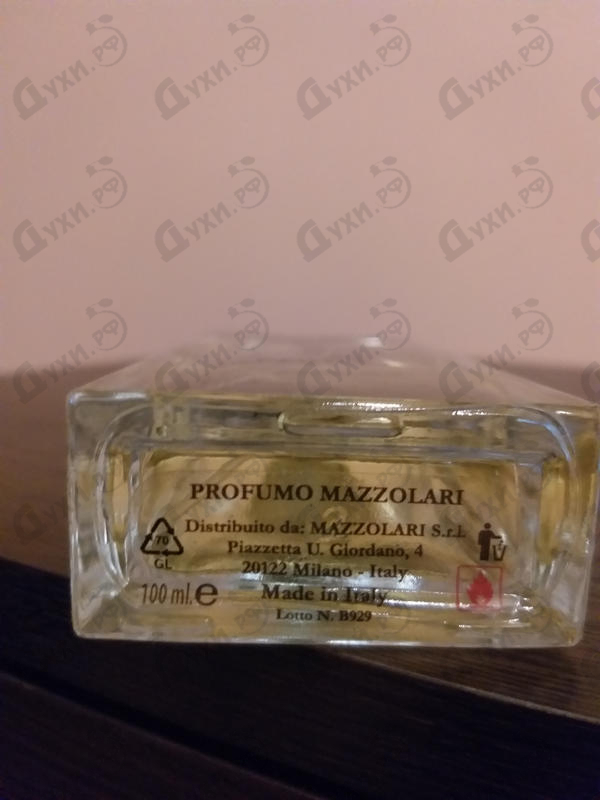 Духи.рф
PROFUMO MAZZOLARI
Distribuito da: MAZZOLARI S.r.l.
Piazzetta U. Giordano, 4
20122 Milano - Italy
Made in Italy
Lotto N. B929
70
GL
100 ml. e